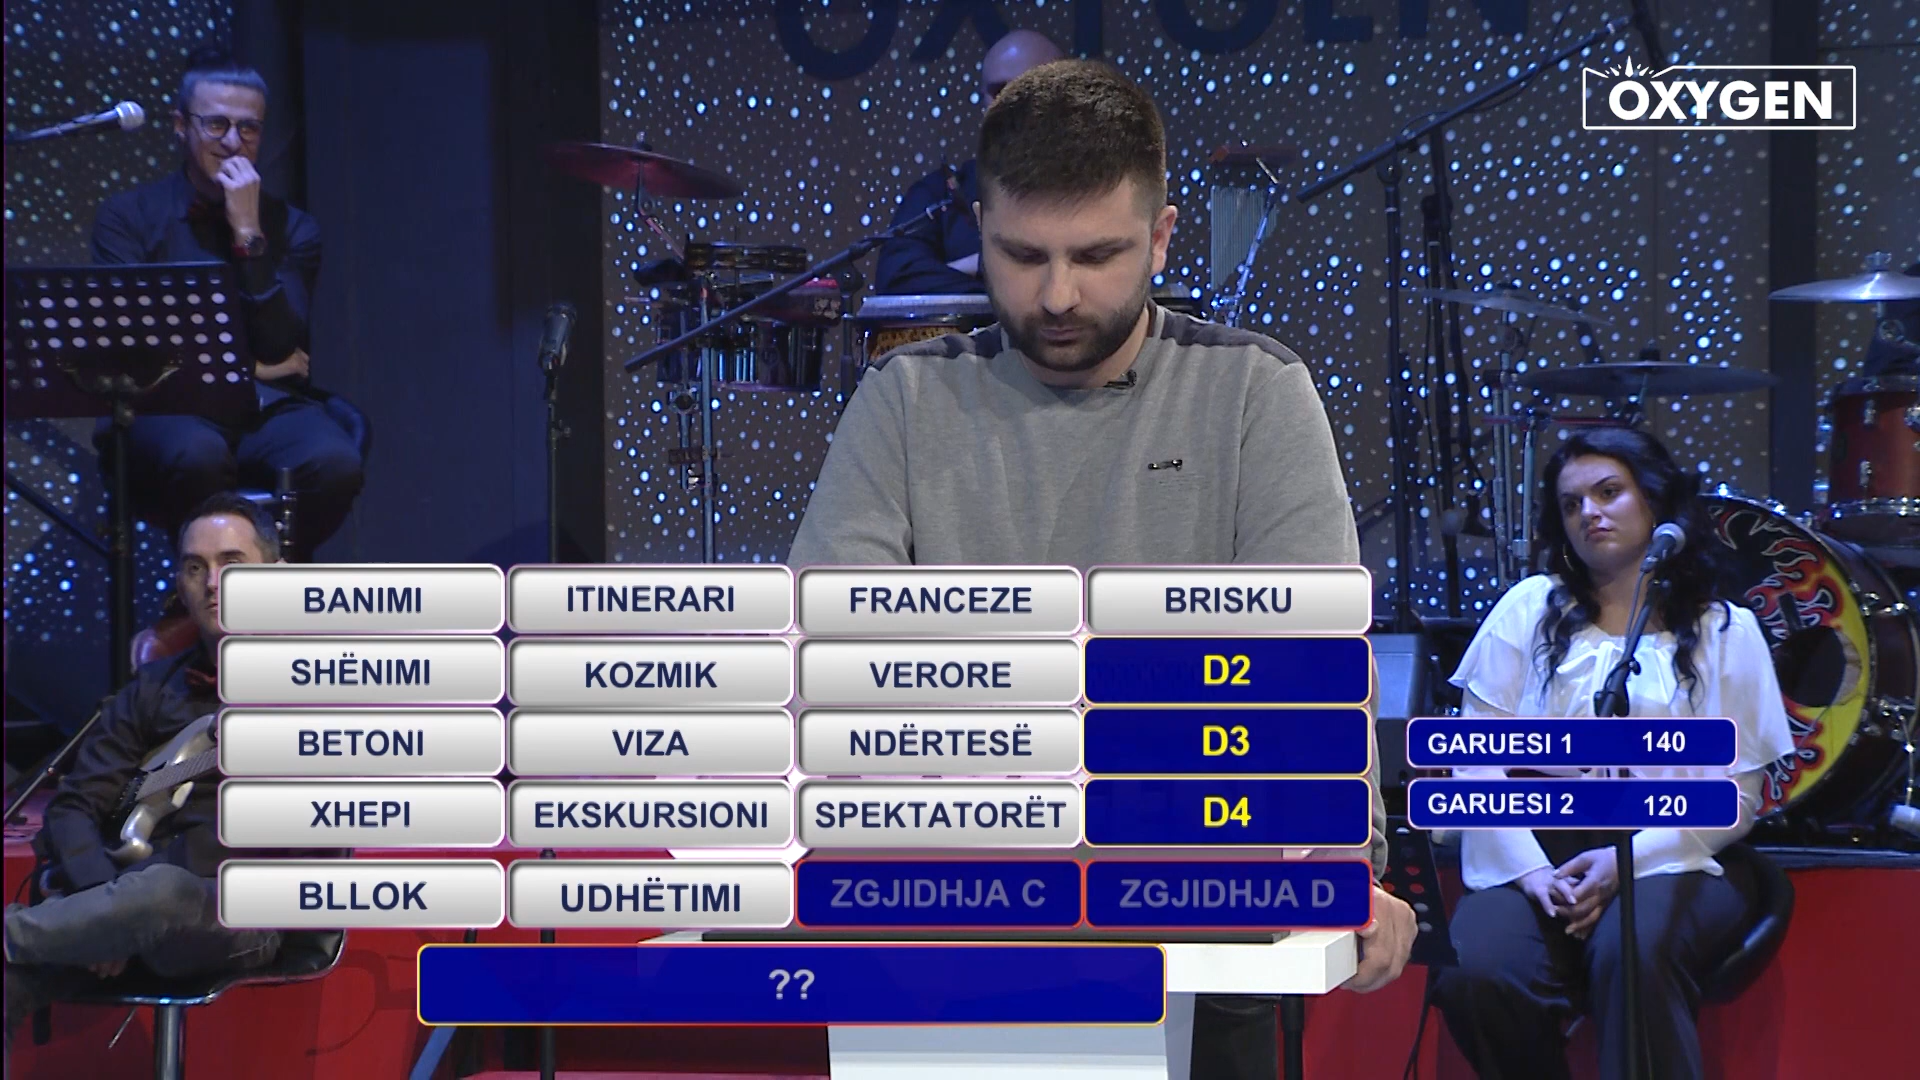 OXYGEN
OXYGEN
BANIMI ITINERARI FRANCEZE BRISKU
SHËNIMI KOZMIK VERORE D2
BETONI VIZA NDËRTESË D3
GARUESI 1 140
XHEPI EKSKURSIONI SPEKTATORËT D4
GARUESI 2 120
BLLOK UDHËTIMI ZGJIDHJA C ZGJIDHJA D
??